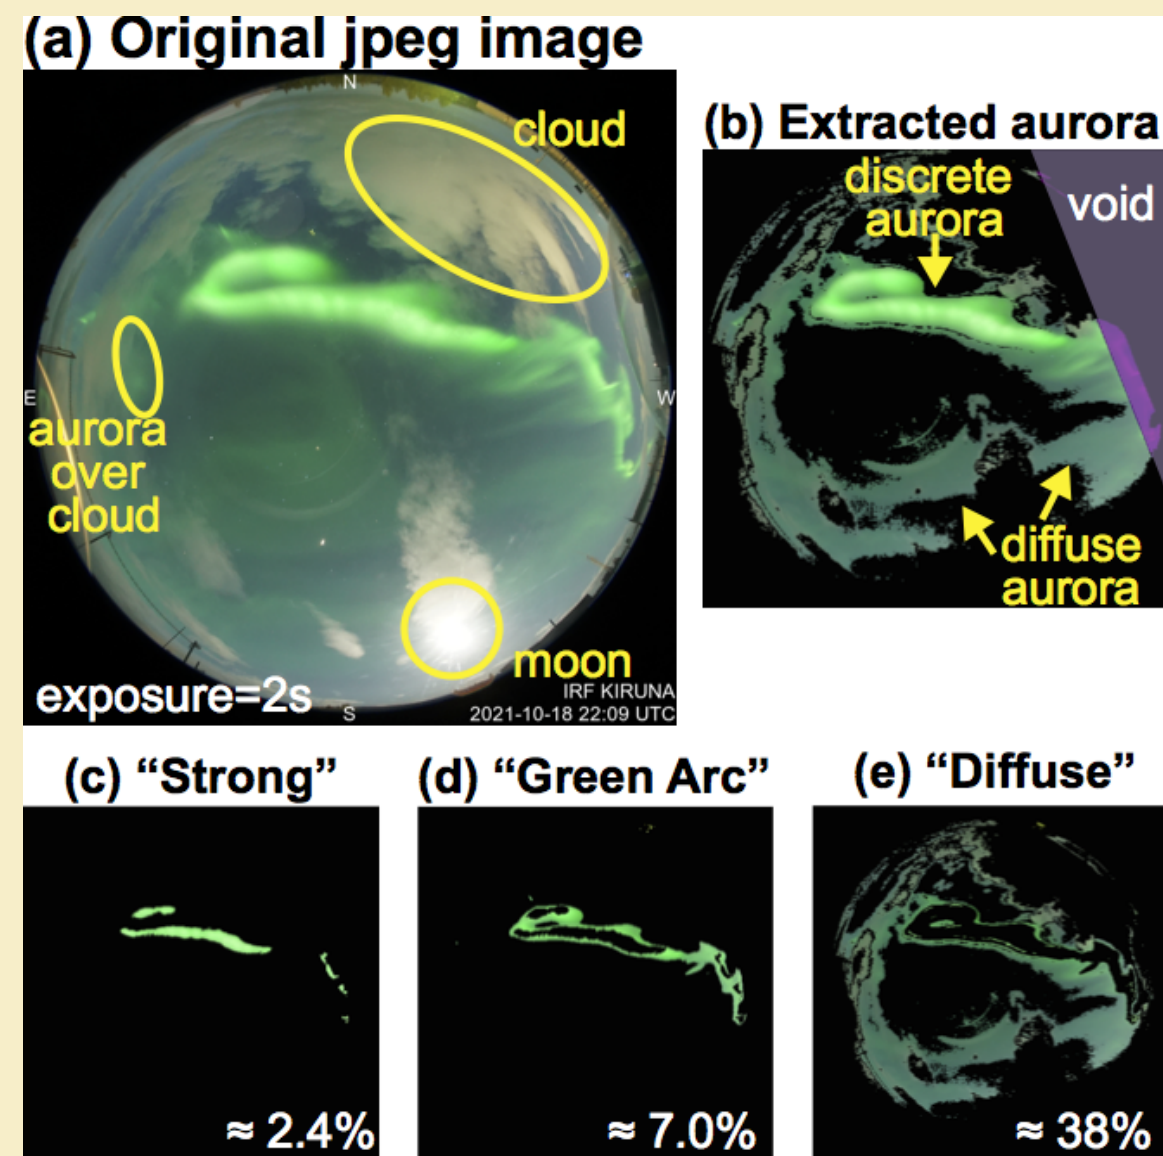 (a) Original jpeg image
N
cloud
E
W
aurora
over
cloud
moon
exposure=2s
S
IRF KIRUNA
2021-10-18 22:09 UTC
(b) Extracted aurora
discrete
aurora
void
diffuse
aurora
(c) “Strong”
≈ 2.4%
(d) “Green Arc”
≈ 7.0%
(e) “Diffuse”
≈ 38%